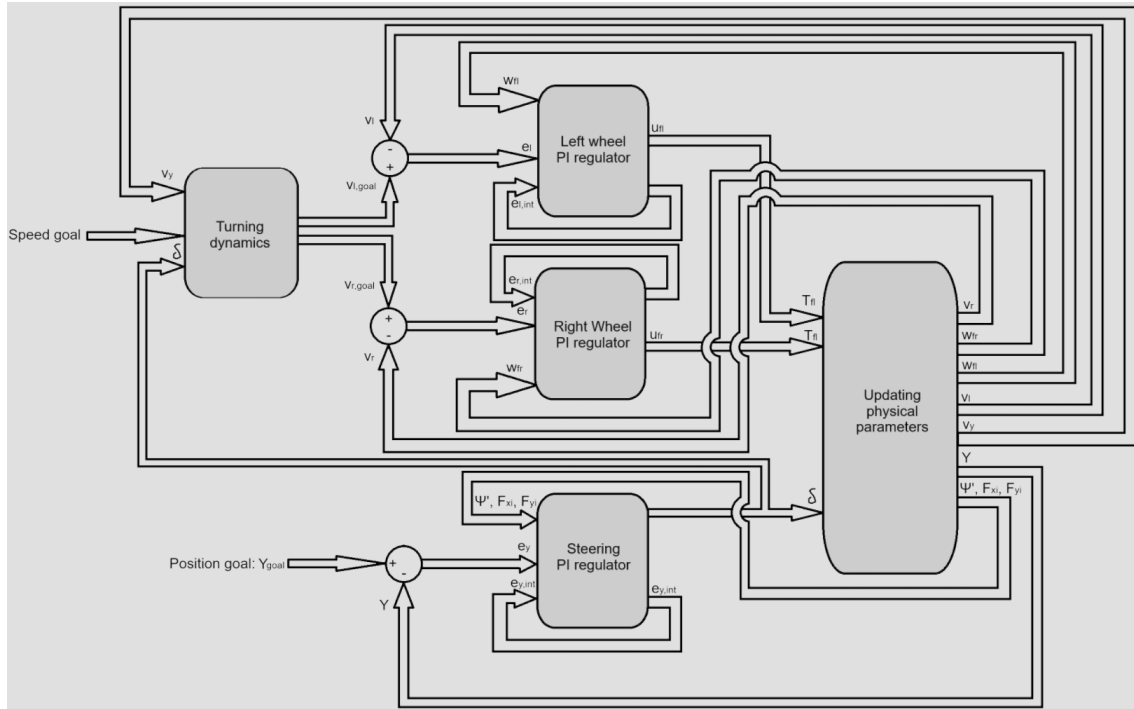 wfl
vl
ufl
Left wheel
PI regulator
el
-
+
vy
vl,goal
el,int
Turning
dynamics
Speed goal
δ
er,int
vr,goal
Tfl
vr
+
er
-
Right Wheel
PI regulator
ufr
Tfl
wfr
vr
wfr
wfl
Updating
physical
parameters
vl
vy
Y
Ψ', Fxi, Fyi
Ψ', Fxi, Fyi
δ
ey
Steering
PI regulator
Position goal: Ygoal
+
-
ey,int
ey,int
Y